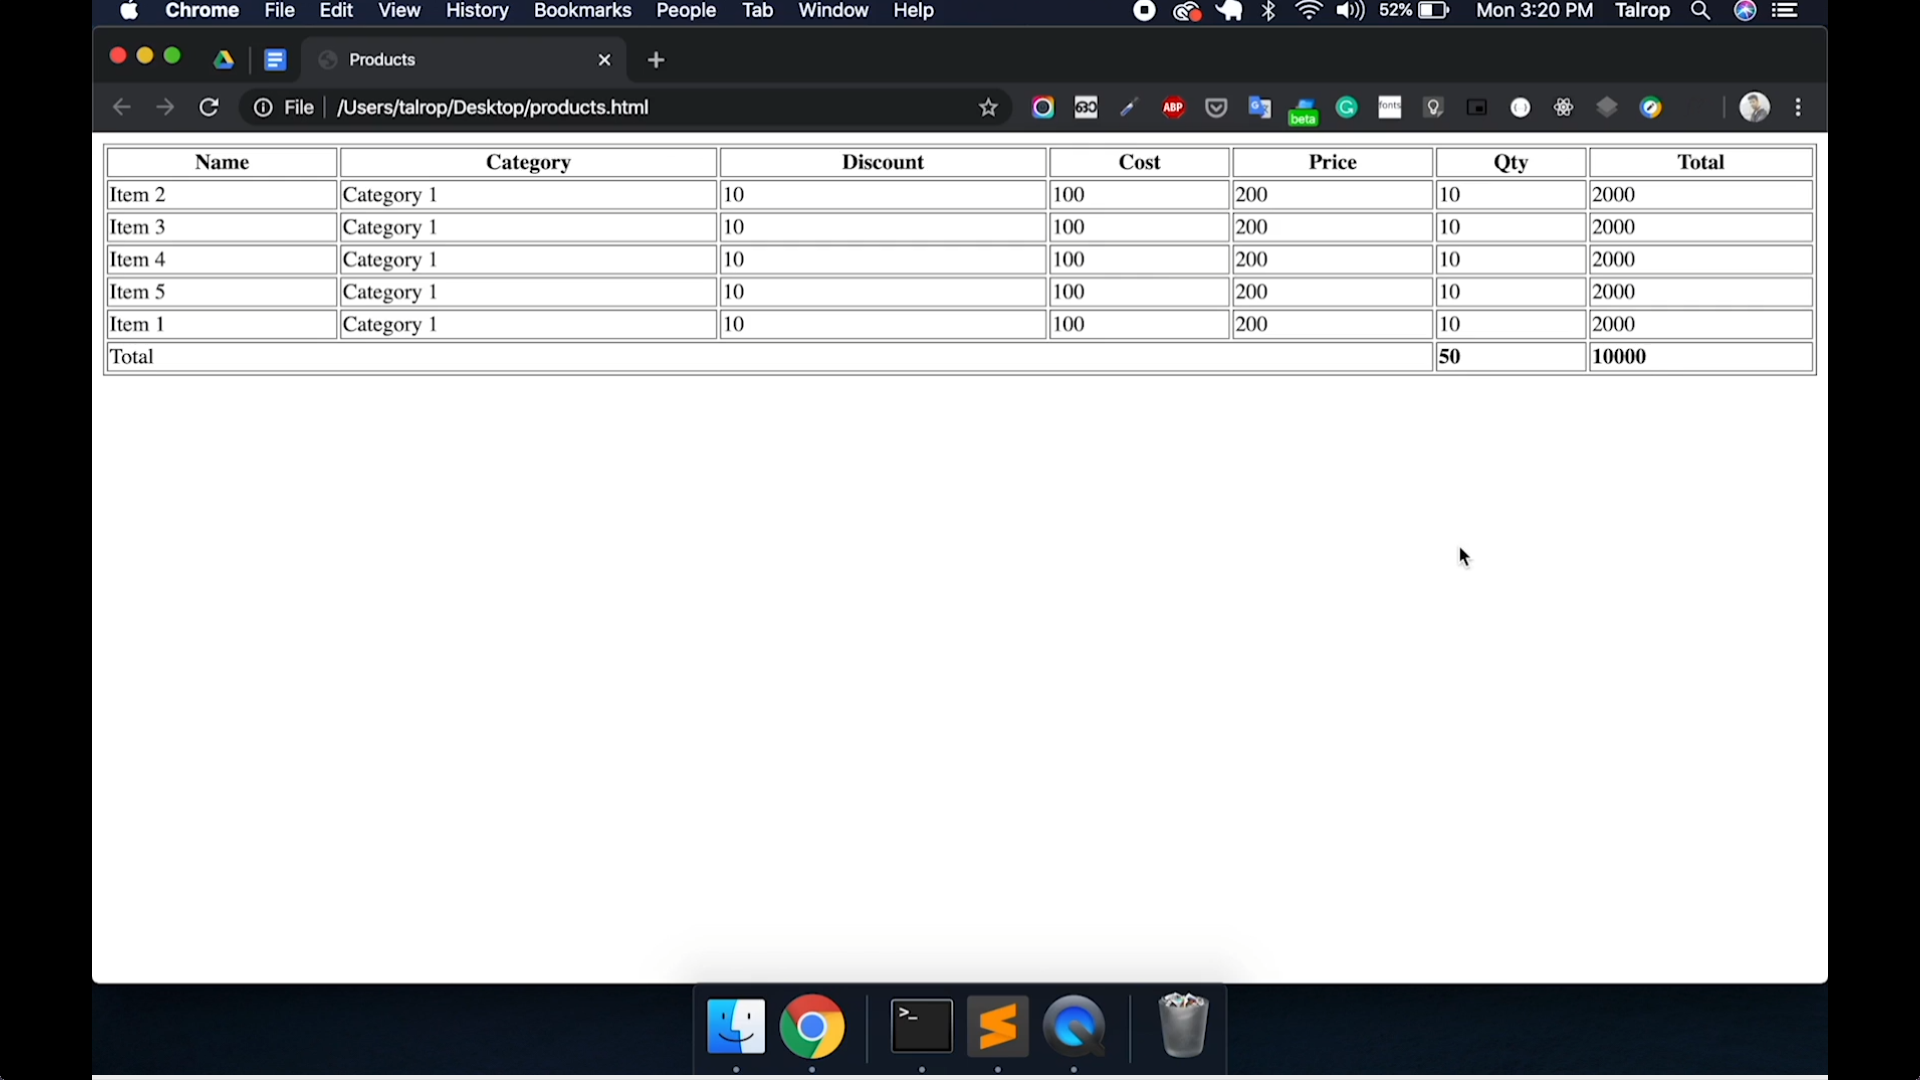 Chrome File Edit View History Bookmarks People Tab Window Help 52% Mon 3:20 PM Talrop
Products
File /Users/talrop/Desktop/products.html ABP beta fonts
Name Category Discount Cost Price Qty Total
Item 2 Category 1 10 100 200 10 2000
Item 3 Category 1 10 100 200 10 2000
Item 4 Category 1 10 100 200 10 2000
Item 5 Category 1 10 100 200 10 2000
Item 1 Category 1 10 100 200 10 2000
Total 50 10000